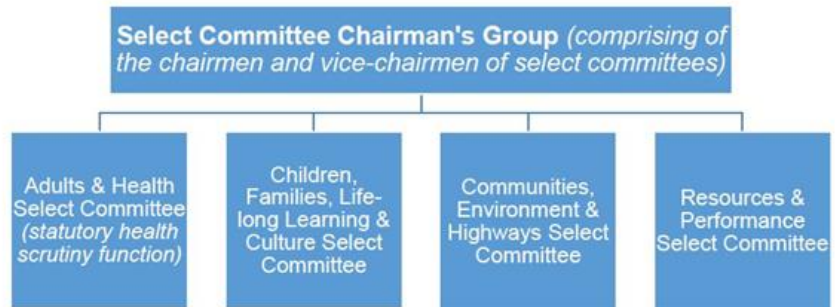 Select Committee Chairman's Group (comprising of
the chairmen and vice-chairmen of select committees)
Adults & Health
Select Committee
(statutory health
scrutiny function)
Children,
Families, Life-
long Learning &
Culture Select
Committee
Communities,
Environment &
Highways Select
Committee
Resources &
Performance
Select Committee